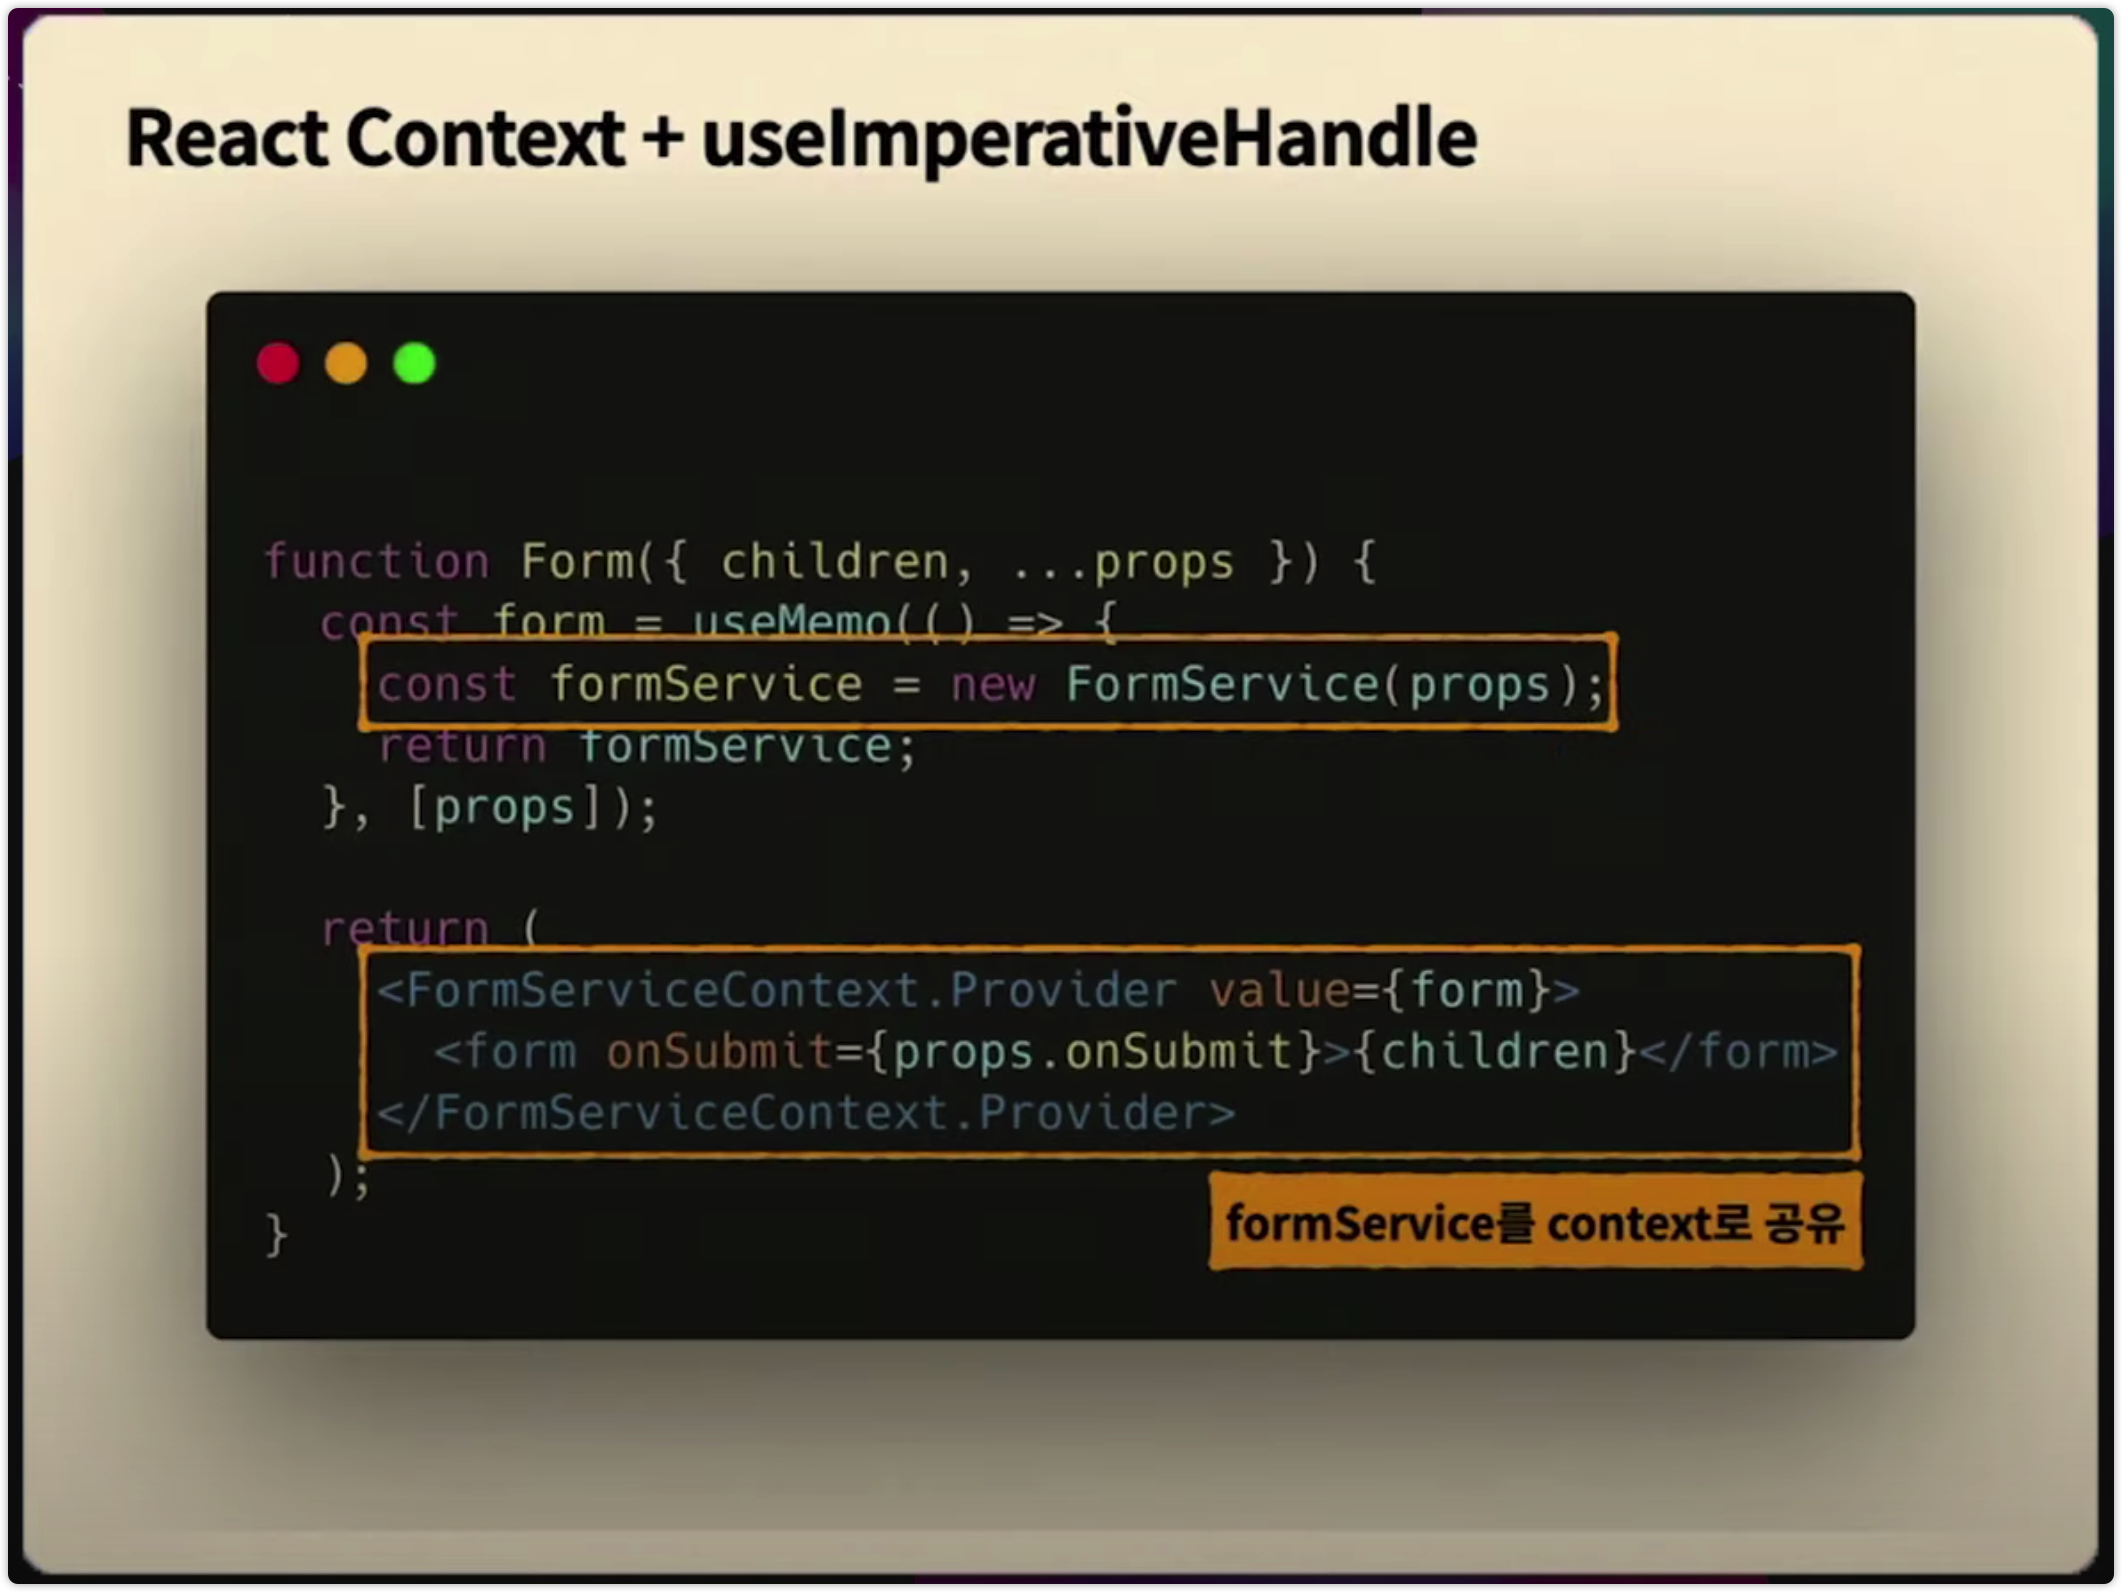 React Context + useImperativeHandle
function Form({ children, ...props }) {
const form = useMemo(() => {
const formService = new FormService(props);
return formService;
}, [props]);
return (
<FormServiceContext.Provider value={form}>
<form onSubmit={props.onSubmit}>{children}</form>
</FormServiceContext.Provider>
);
}
formService를 context로 공유